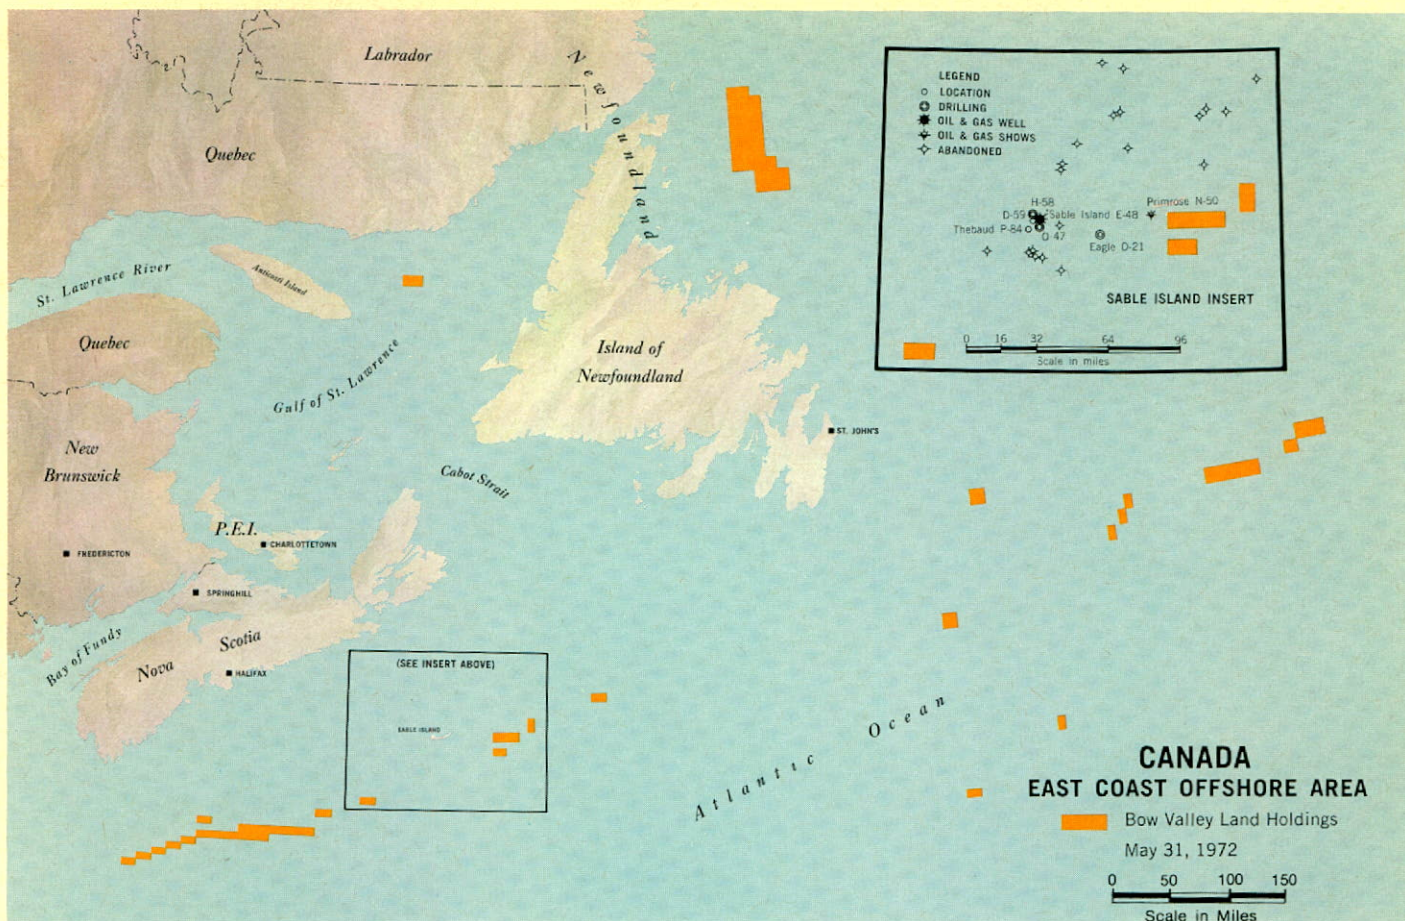 Labrador
Newfoundland
Quebec
St. Lawrence River
Anticosti Island
Quebec
Gulf of St. Lawrence
Island of
Newfoundland
ST. JOHN'S
New
Brunswick
Cabot Strait
P.E.I.
CHARLOTTETOWN
FREDERICTON
SPRINGHILL
Bay of Fundy
Nova
Scotia
HALIFAX
(SEE INSERT ABOVE)
SABLE ISLAND
Atlantic Ocean
LEGEND
LOCATION
DRILLING
OIL & GAS WELL
OIL & GAS SHOWS
ABANDONED
H-58
D-59
Sable Island E-48
Primrose N-50
Thebaud P-84
O 47
Eagle D-21
SABLE ISLAND INSERT
0 16 32 64 96
Scale in miles
CANADA
EAST COAST OFFSHORE AREA
Bow Valley Land Holdings
May 31, 1972
0 50 100 150
Scale in Miles